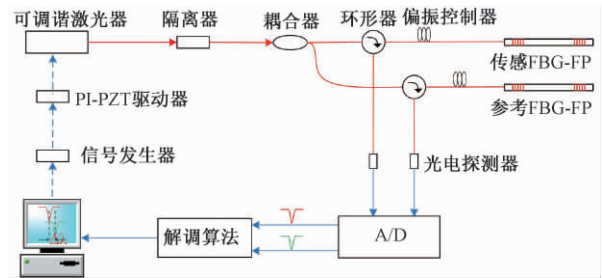 可调谐激光器
隔离器
耦合器
环形器
偏振控制器
传感FBG-FP
参考FBG-FP
PI-PZT驱动器
信号发生器
光电探测器
解调算法
A/D